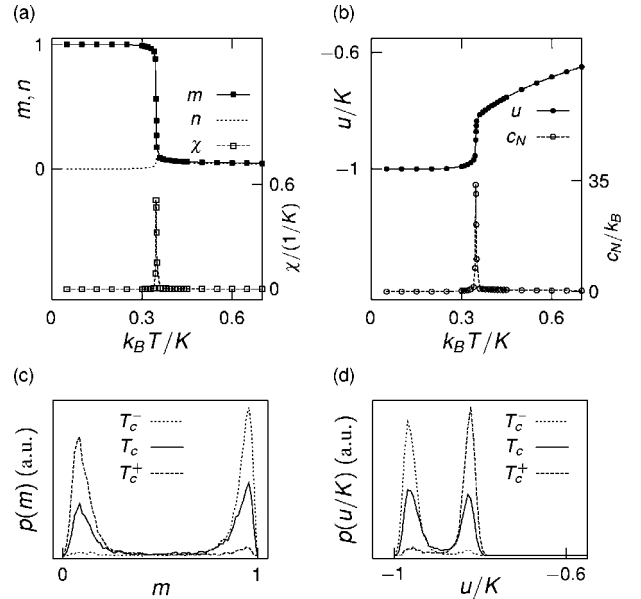 (a)
1
m, n
m
n
χ
0
0.6
χ/(1/K)
0
0 0.3 0.6
k_B T/K
(b)
−0.6
u/K
u
c_N
−1
35
c_N/k_B
0
0 0.3 0.6
k_B T/K
(c)
p(m) (a.u.)
T_c^−
T_c
T_c^+
0 1
m
(d)
p(u/K) (a.u.)
T_c^−
T_c
T_c^+
−1 −0.6
u/K